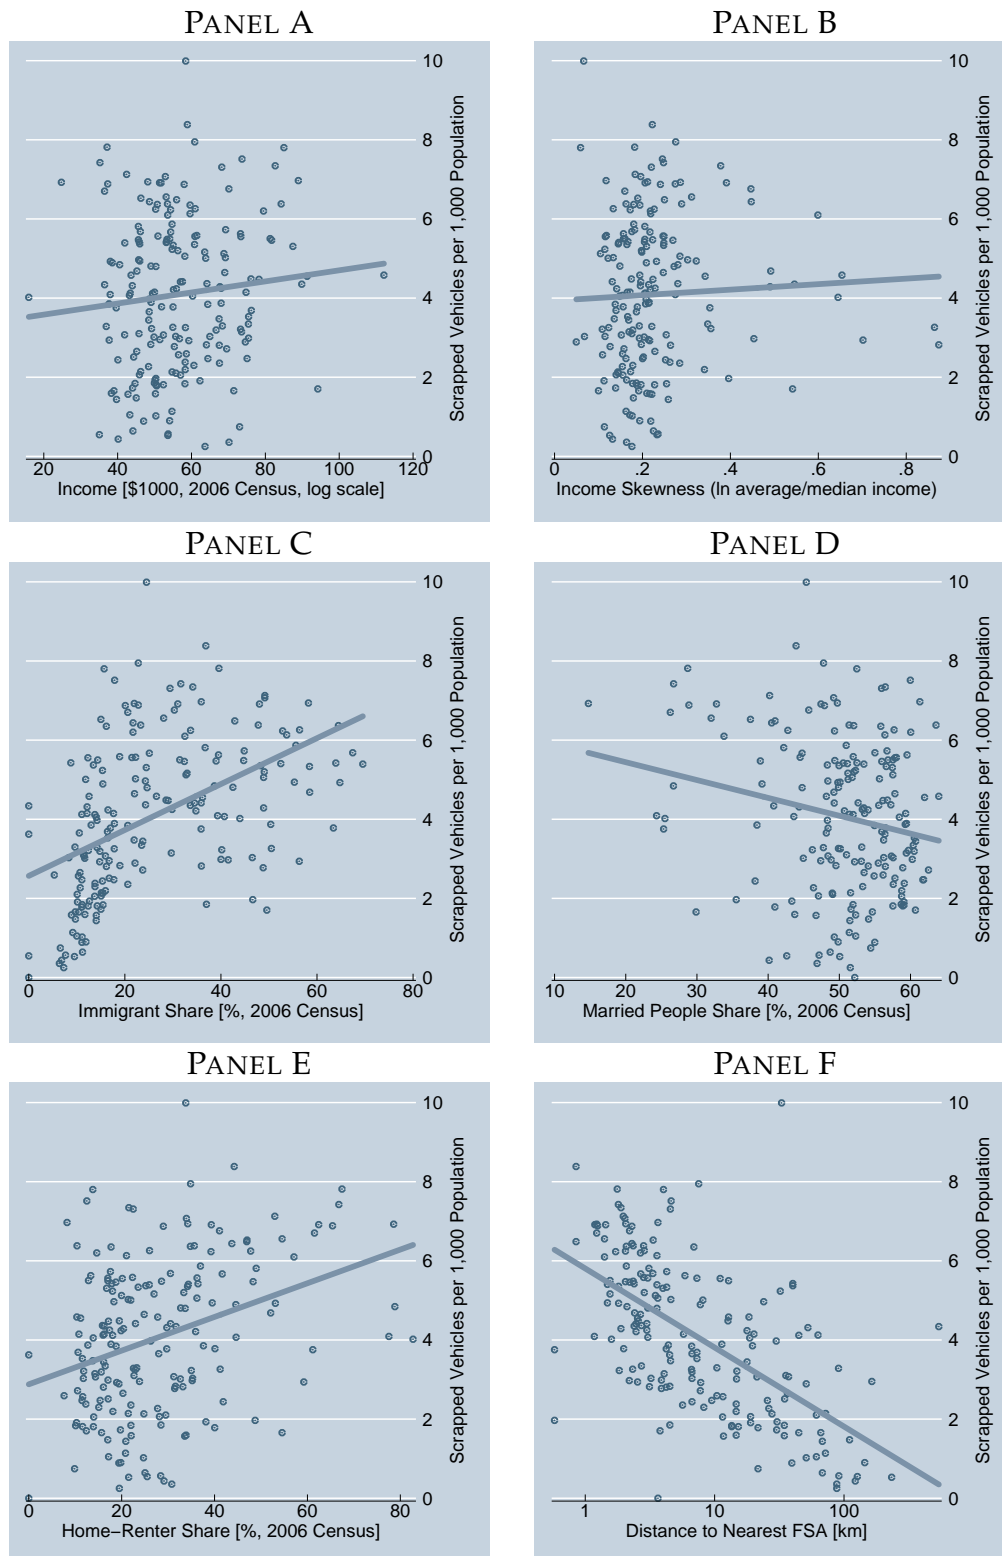 PANEL A
PANEL B
10
8
6
4
2
0
Scrapped Vehicles per 1,000 Population
20 40 60 80 100 120
Income [$1000, 2006 Census, log scale]
10
8
6
4
2
0
Scrapped Vehicles per 1,000 Population
0 .2 .4 .6 .8
Income Skewness (ln average/median income)
PANEL C
PANEL D
10
8
6
4
2
0
Scrapped Vehicles per 1,000 Population
0 20 40 60 80
Immigrant Share [%, 2006 Census]
10
8
6
4
2
0
Scrapped Vehicles per 1,000 Population
10 20 30 40 50 60
Married People Share [%, 2006 Census]
PANEL E
PANEL F
10
8
6
4
2
0
Scrapped Vehicles per 1,000 Population
0 20 40 60 80
Home−Renter Share [%, 2006 Census]
10
8
6
4
2
0
Scrapped Vehicles per 1,000 Population
1 10 100
Distance to Nearest FSA [km]